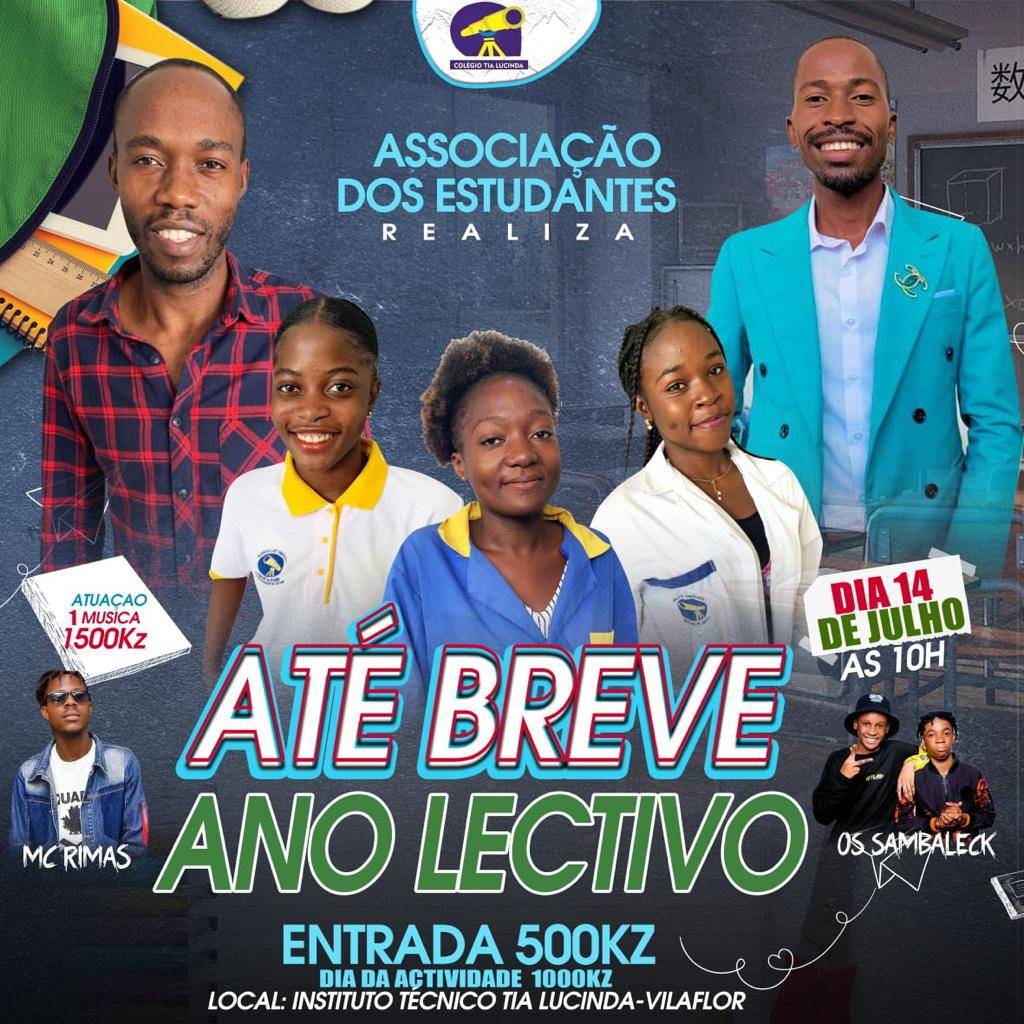 COLÉGIO TIA LUCINDA
数
ASSOCIAÇÃO
DOS ESTUDANTES
REALIZA
ATUAÇAO
1 MUSICA
1500Kz
DIA 14
DE JULHO
AS 10H
ATÉ BREVE
ANO LECTIVO
MC RIMAS
OS SAMBALECK
ENTRADA 500KZ
DIA DA ACTIVIDADE 1000KZ
LOCAL: INSTITUTO TÉCNICO TIA LUCINDA-VILAFLOR